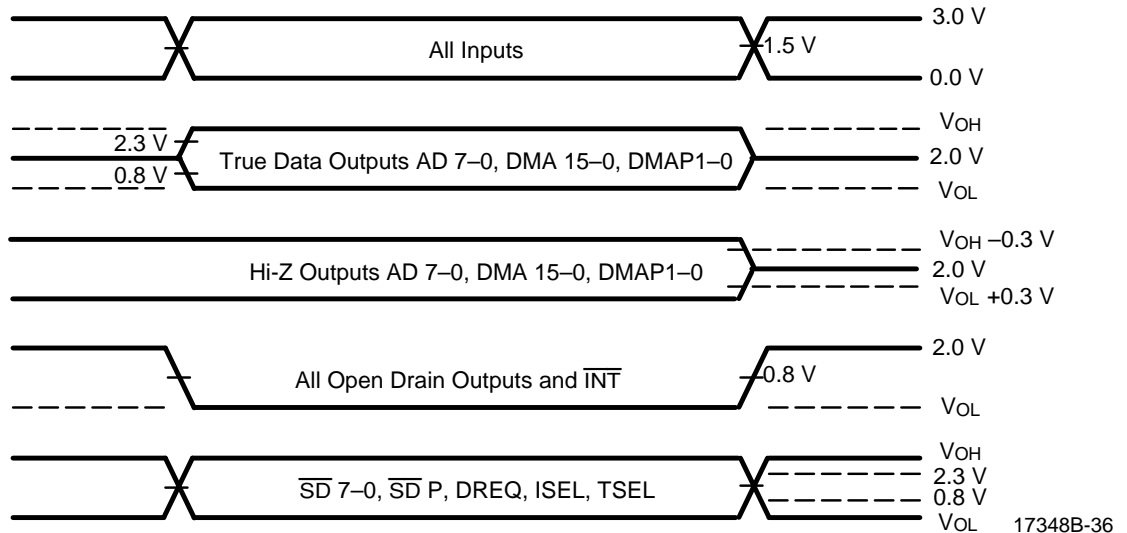 3.0 V
All Inputs
1.5 V
0.0 V
VOH
2.3 V
True Data Outputs AD 7–0, DMA 15–0, DMAP1–0
2.0 V
0.8 V
VOL
VOH –0.3 V
Hi-Z Outputs AD 7–0, DMA 15–0, DMAP1–0
2.0 V
VOL +0.3 V
2.0 V
All Open Drain Outputs and I̅N̅T̅
0.8 V
VOL
VOH
2.3 V
S̅D̅ 7–0, S̅D̅ P, DREQ, ISEL, TSEL
0.8 V
VOL
17348B-36